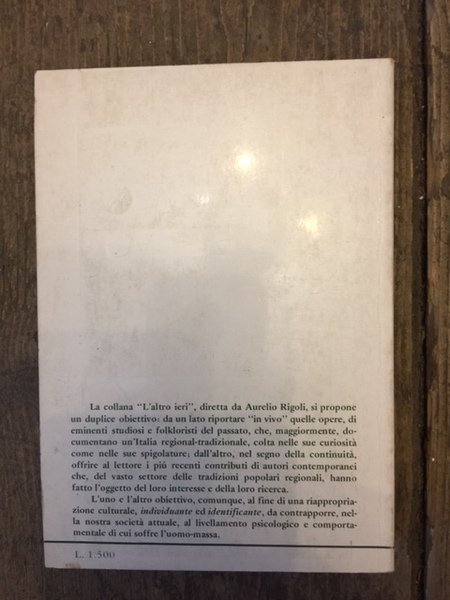 La collana "L'altro ieri", diretta da Aurelio Rigoli, si propone
un duplice obiettivo: da un lato riportare "in vivo" quelle opere, di
eminenti studiosi e folkloristi del passato, che, maggiormente, do-
cumentano un'Italia regional-tradizionale, colta nelle sue curiosità
come nelle sue spigolature; dall'altro, nel segno della continuità,
offrire al lettore i più recenti contributi di autori contemporanei
che, del vasto settore delle tradizioni popolari regionali, hanno
fatto l'oggetto del loro interesse e della loro ricerca.
L'uno e l'altro obiettivo, comunque, al fine di una riappropria-
zione culturale, individuante ed identificante, da contrapporre, nel-
la nostra società attuale, al livellamento psicologico e comporta-
mentale di cui soffre l'uomo-massa.
L. 1.500